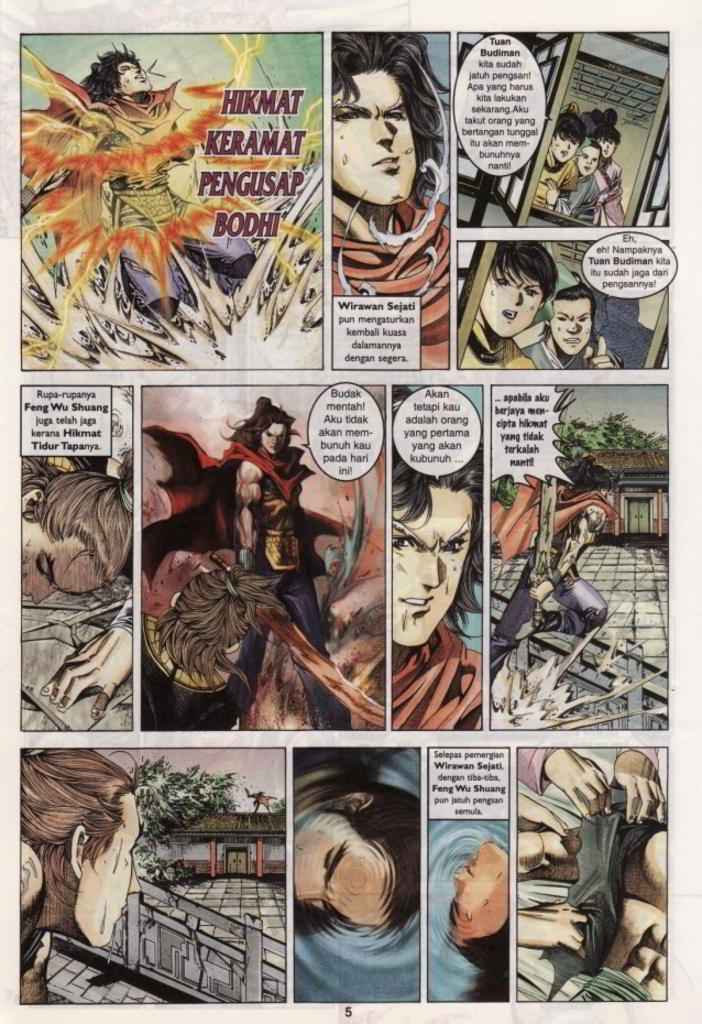 HIKMAT
KERAMAT
PENGUSAP
BODHI
Wirawan Sejati
pun mengaturkan
kembali kuasa
dalamannya
dengan segera.
Tuan
Budiman
kita sudah
jatuh pengsan!
Apa yang harus
kita lakukan
sekarang.Aku
takut orang yang
bertangan tunggal
itu akan mem-
bunuhnya
nanti!
Eh,
eh! Nampaknya
Tuan Budiman kita
itu sudah jaga dari
pengsannya!
Rupa-rupanya
Feng Wu Shuang
juga telah jaga
kerana Hikmat
Tidur Tapanya.
Budak
mentah!
Aku tidak
akan mem-
bunuh kau
pada hari
ini!
Akan
tetapi kau
adalah orang
yang pertama
yang akan
kubunuh ...
... apabila aku
berjaya men-
cipta hikmat
yang tidak
terkalah
nanti!
Selepas pemergian
Wirawan Sejati,
dengan tiba-tiba,
Feng Wu Shuang
pun jatuh pengsan
semula.
5